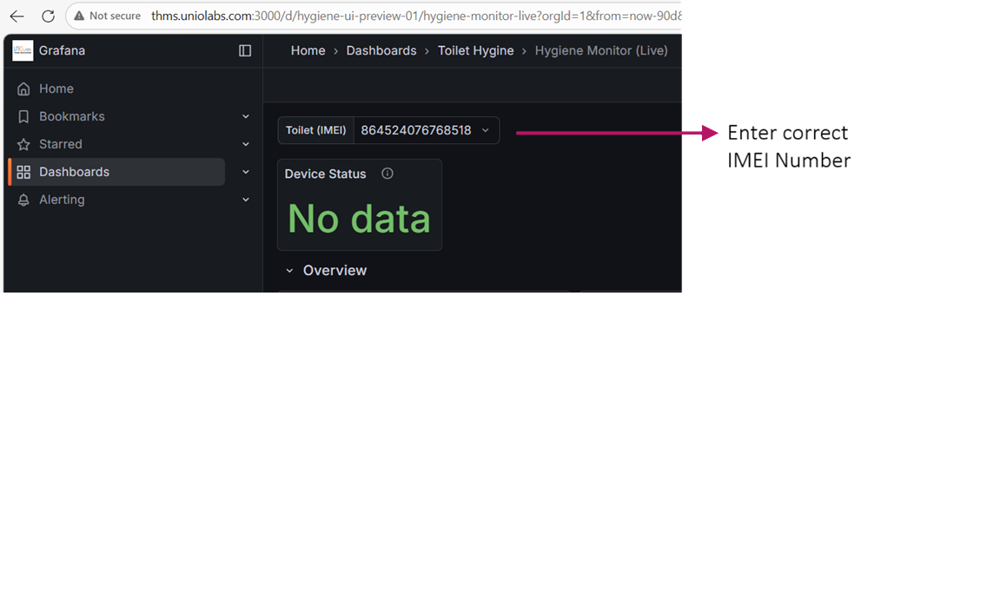 Not secure
thms.uniolabs.com:3000/d/hygiene-ui-preview-01/hygiene-monitor-live?orgId=1&from=now-90d&
Grafana
Home › Dashboards › Toilet Hygine › Hygiene Monitor (Live)
Home
Bookmarks
Starred
Dashboards
Alerting
Toilet (IMEI) 864524076768518
Device Status
No data
Overview
Enter correct
IMEI Number